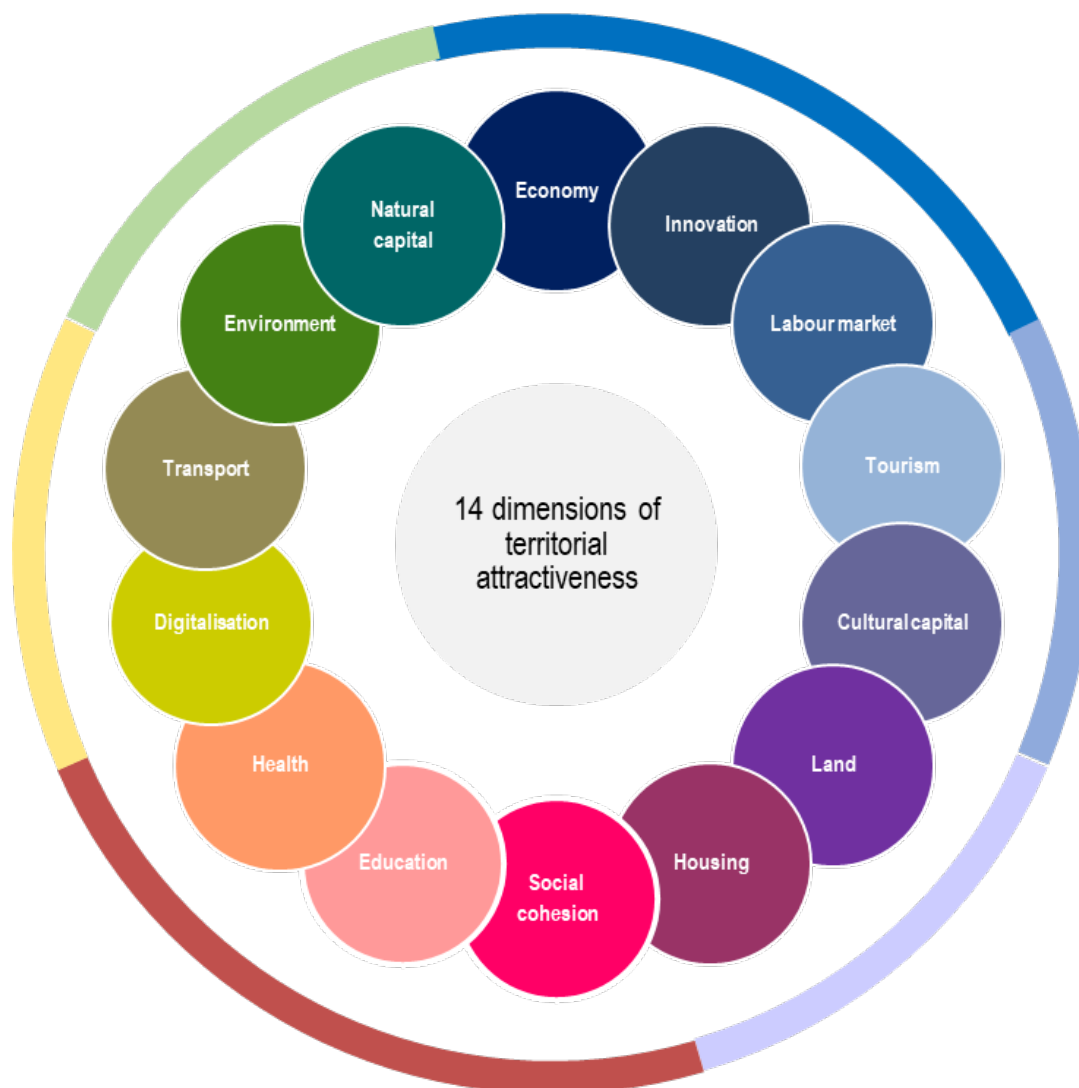 Economy
Innovation
Labour market
Tourism
Cultural capital
Land
Housing
Social
cohesion
Education
Health
Digitalisation
Transport
Environment
Natural
capital
14 dimensions of
territorial
attractiveness